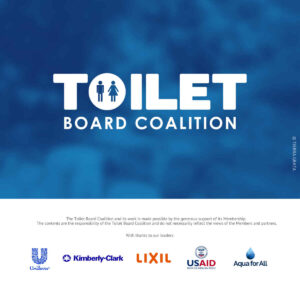 TOILET
BOARD COALITION
The Toilet Board Coalition and its work is made possible by the generous support of its Membership.
The contents are the responsibility of the Toilet Board Coalition and do not necessarily reflect the views of the Members and partners.
With thanks to our leaders:
Unilever Kimberly-Clark LIXIL USAID Aqua for All